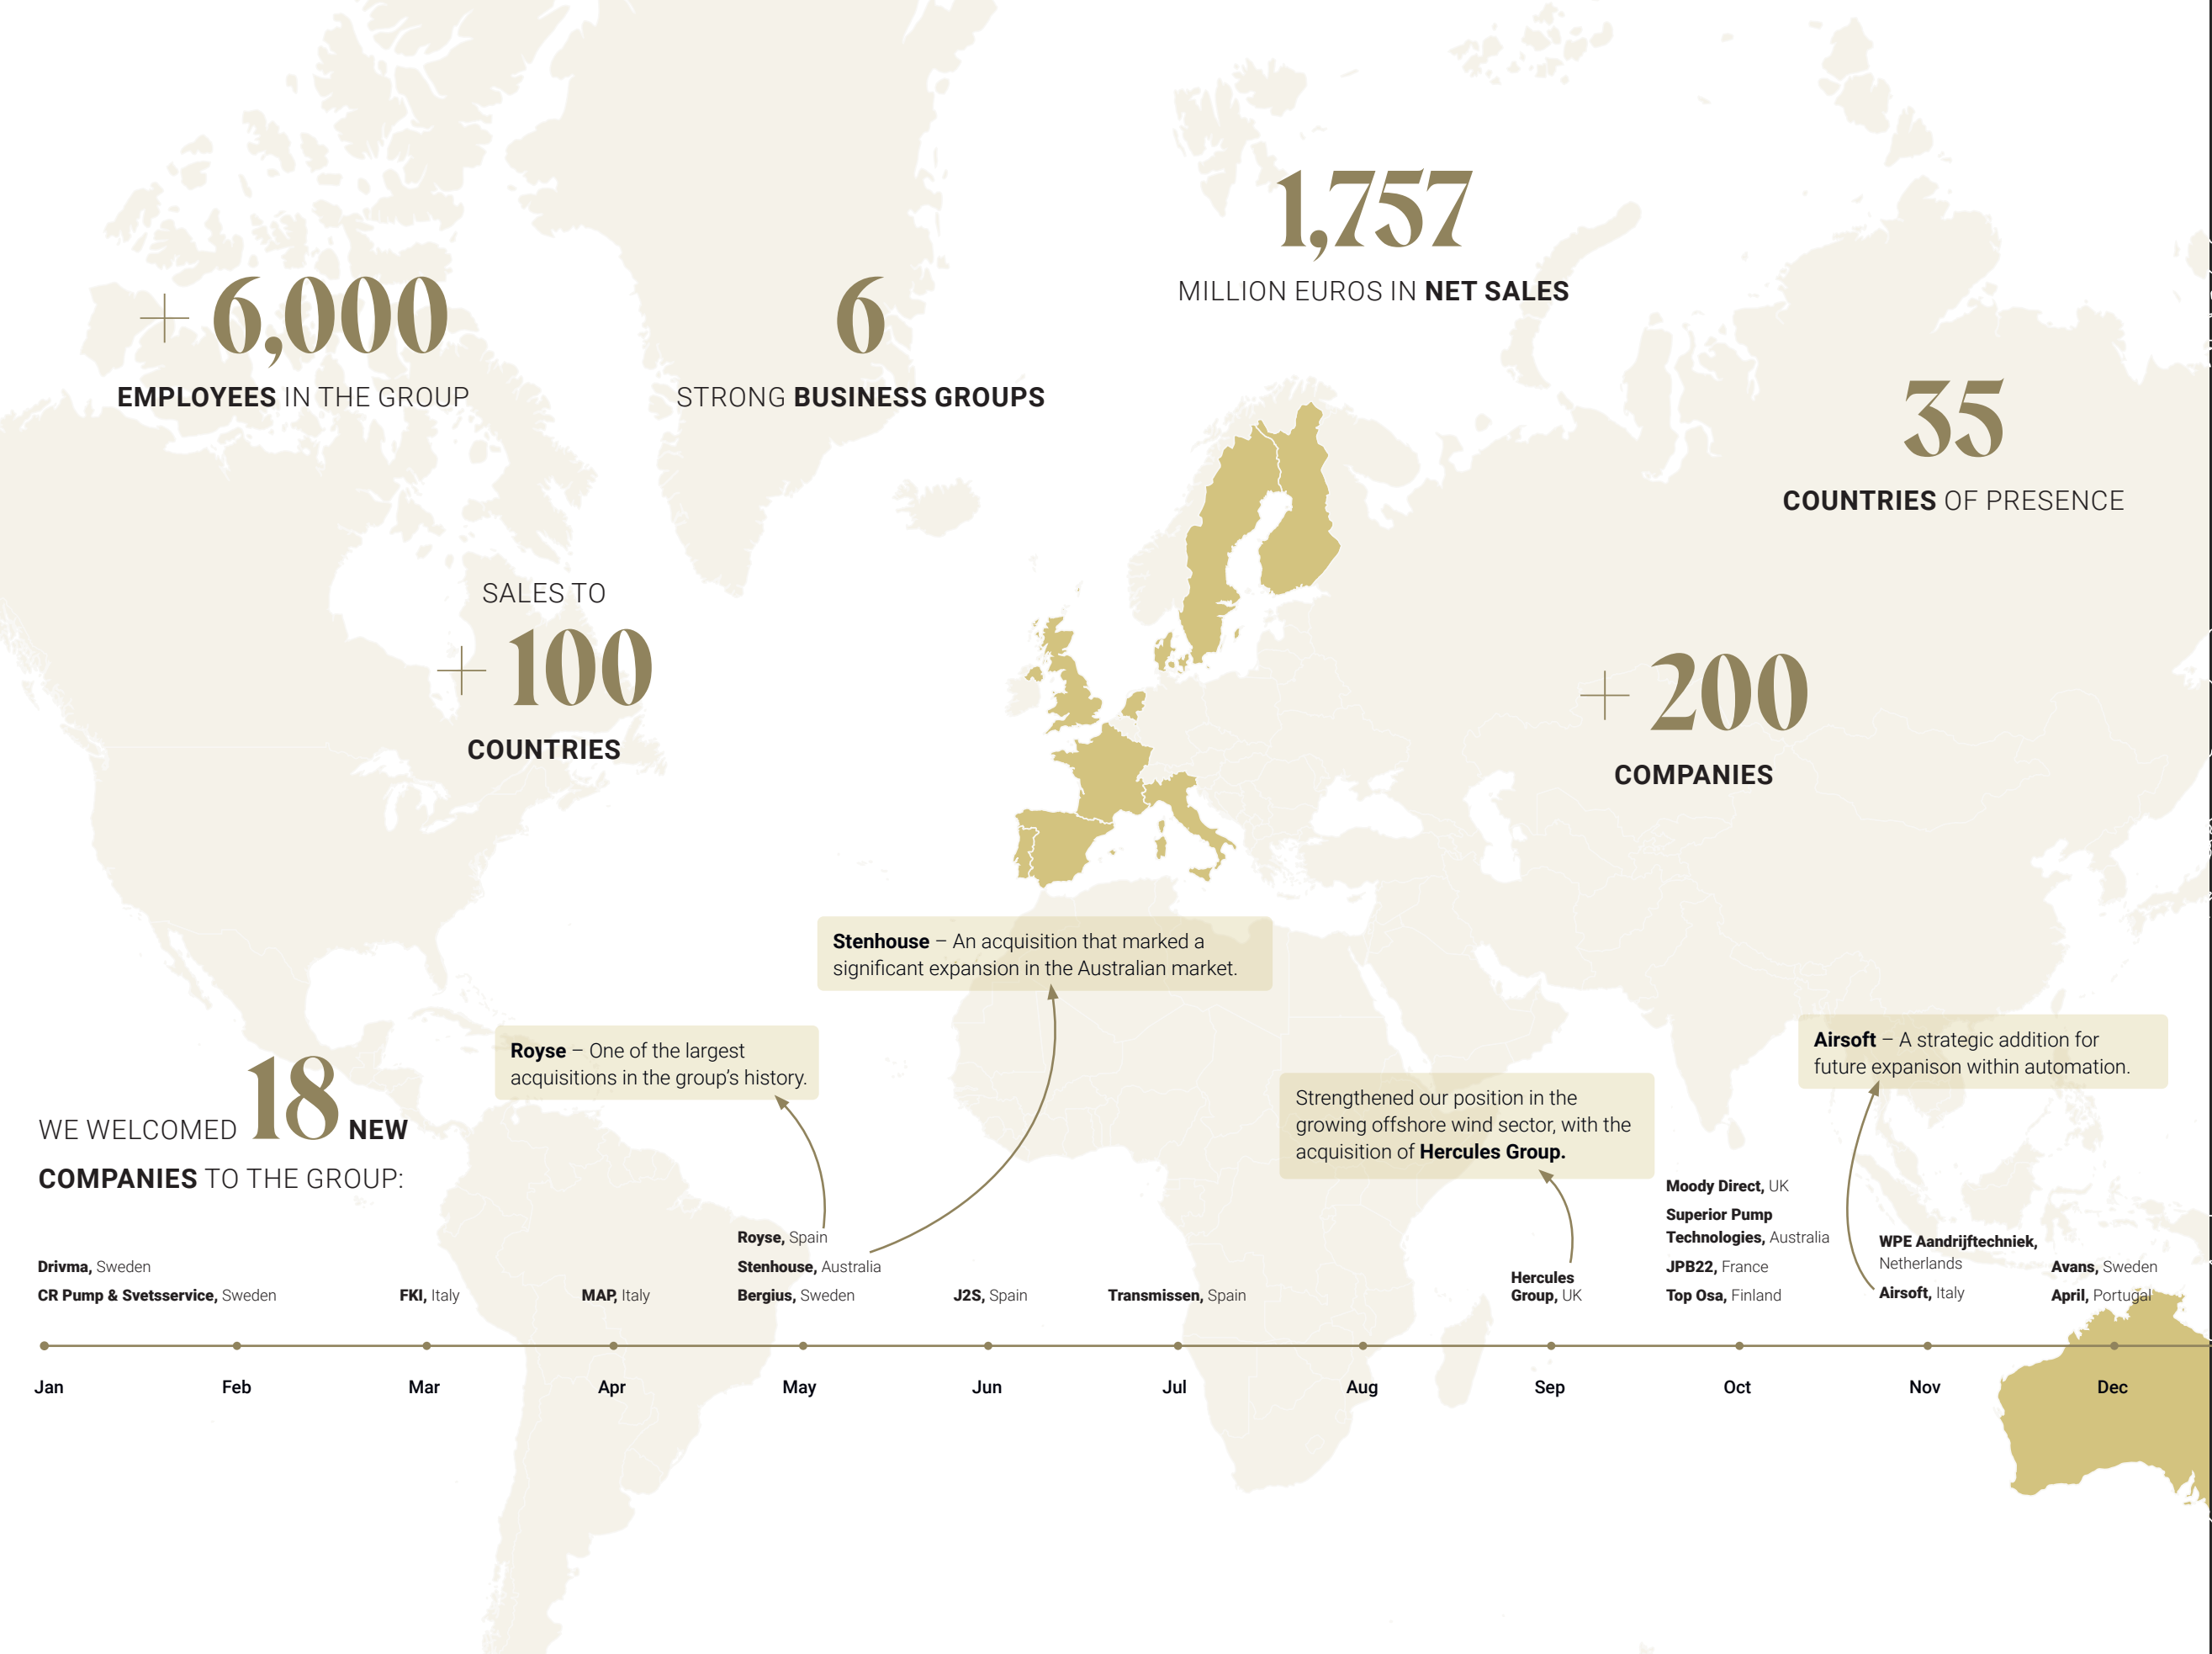 1,757
MILLION EUROS IN NET SALES
+ 6,000
EMPLOYEES IN THE GROUP
6
STRONG BUSINESS GROUPS
35
COUNTRIES OF PRESENCE
SALES TO
+ 100
COUNTRIES
+ 200
COMPANIES
Stenhouse – An acquisition that marked a
significant expansion in the Australian market.
Royse – One of the largest
acquisitions in the group's history.
Airsoft – A strategic addition for
future expanison within automation.
Strengthened our position in the
growing offshore wind sector, with the
acquisition of Hercules Group.
WE WELCOMED 18 NEW
COMPANIES TO THE GROUP:
Drivma, Sweden
CR Pump & Svetsservice, Sweden
FKI, Italy
MAP, Italy
Royse, Spain
Stenhouse, Australia
Bergius, Sweden
J2S, Spain
Transmissen, Spain
Hercules
Group, UK
Moody Direct, UK
Superior Pump
Technologies, Australia
JPB22, France
Top Osa, Finland
WPE Aandrijftechniek,
Netherlands
Airsoft, Italy
Avans, Sweden
April, Portugal
Jan Feb Mar Apr May Jun Jul Aug Sep Oct Nov Dec